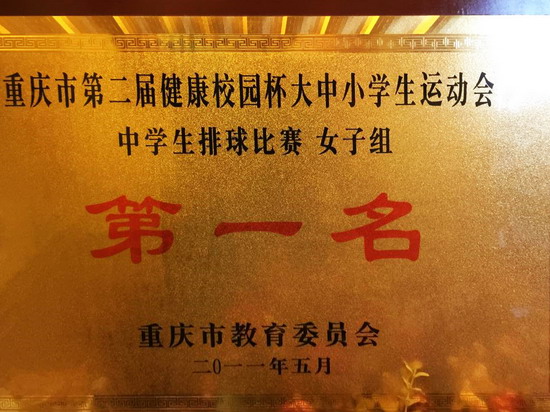 重庆市第二届健康校园杯大中小学生运动会
中学生排球比赛 女子组
第一名
重庆市教育委员会
二0一一年五月